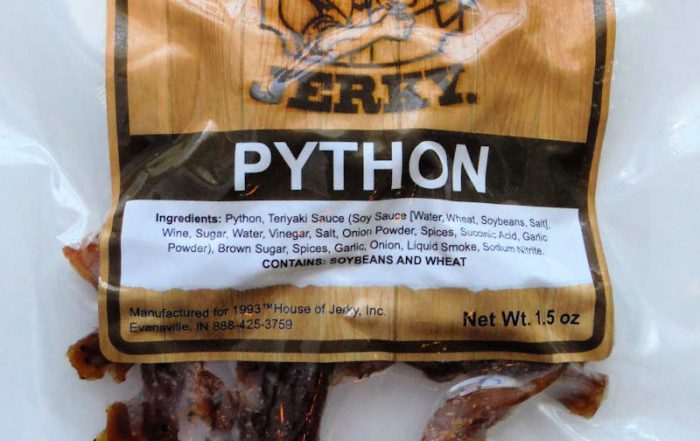 JERKY.
PYTHON
Ingredients: Python, Teriyaki Sauce (Soy Sauce [Water, Wheat, Soybeans, Salt],
Wine, Sugar, Water, Vinegar, Salt, Onion Powder, Spices, Succinic Acid, Garlic
Powder), Brown Sugar, Spices, Garlic, Onion, Liquid Smoke, Sodium Nitrite.
CONTAINS: SOYBEANS AND WHEAT
Manufactured for 1993™House of Jerky, Inc.
Evansville, IN 888-425-3759
Net Wt. 1.5 oz